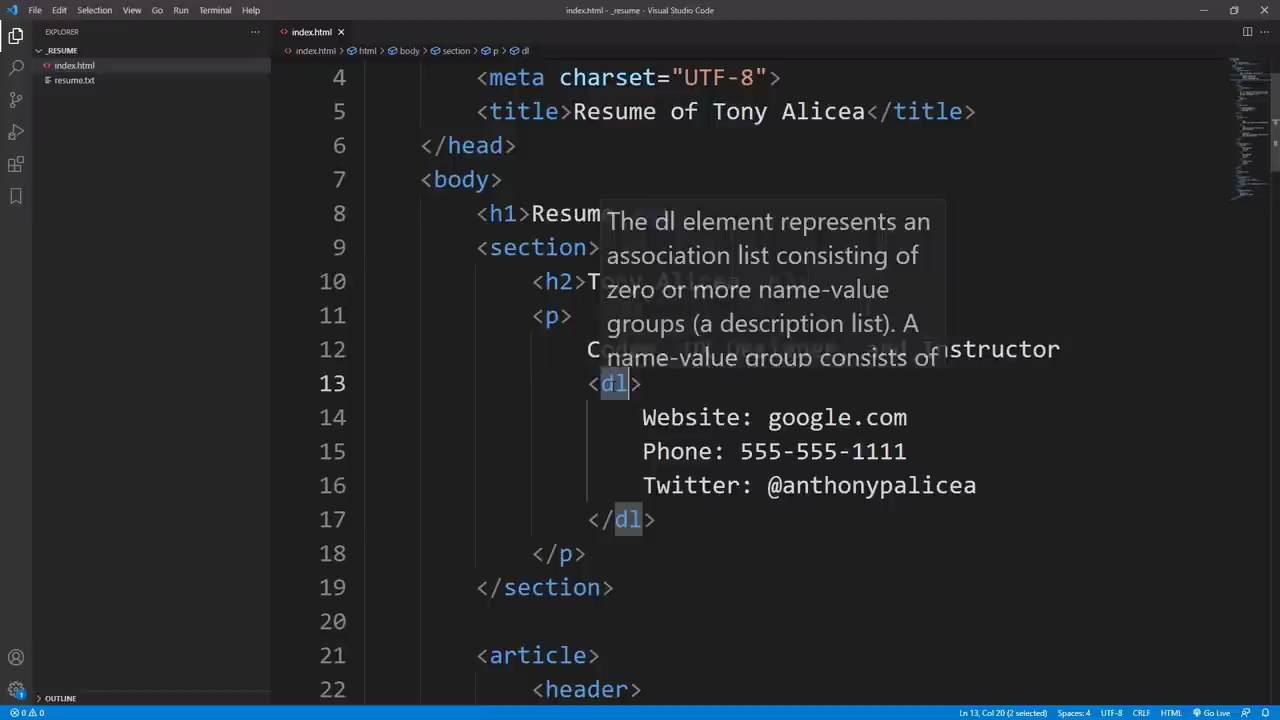 File Edit Selection View Go Run Terminal Help
index.html - _resume - Visual Studio Code
EXPLORER
index.html
_RESUME
index.html > html > body > section > p > dl
index.html
resume.txt
4 <meta charset="UTF-8">
5 <title>Resume of Tony Alicea</title>
6 </head>
7 <body>
8 <h1>Resum
9 <section>
10 <h2>T
11 <p>
12 C nstructor
The dl element represents an
association list consisting of
zero or more name-value
groups (a description list). A
name-value group consists of
13 <dl>
14 Website: google.com
15 Phone: 555-555-1111
16 Twitter: @anthonypalicea
17 </dl>
18 </p>
19 </section>
20
21 <article>
22 <header>
OUTLINE
1
0 0
Ln 13, Col 20 (2 selected) Spaces: 4 UTF-8 CRLF HTML Go Live